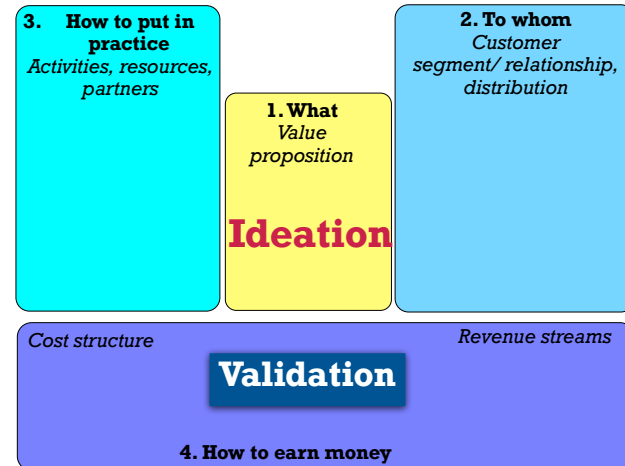 3. How to put in
practice
Activities, resources,
partners
1. What
Value
proposition
Ideation
2. To whom
Customer
segment/ relationship,
distribution
Cost structure
Revenue streams
Validation
4. How to earn money